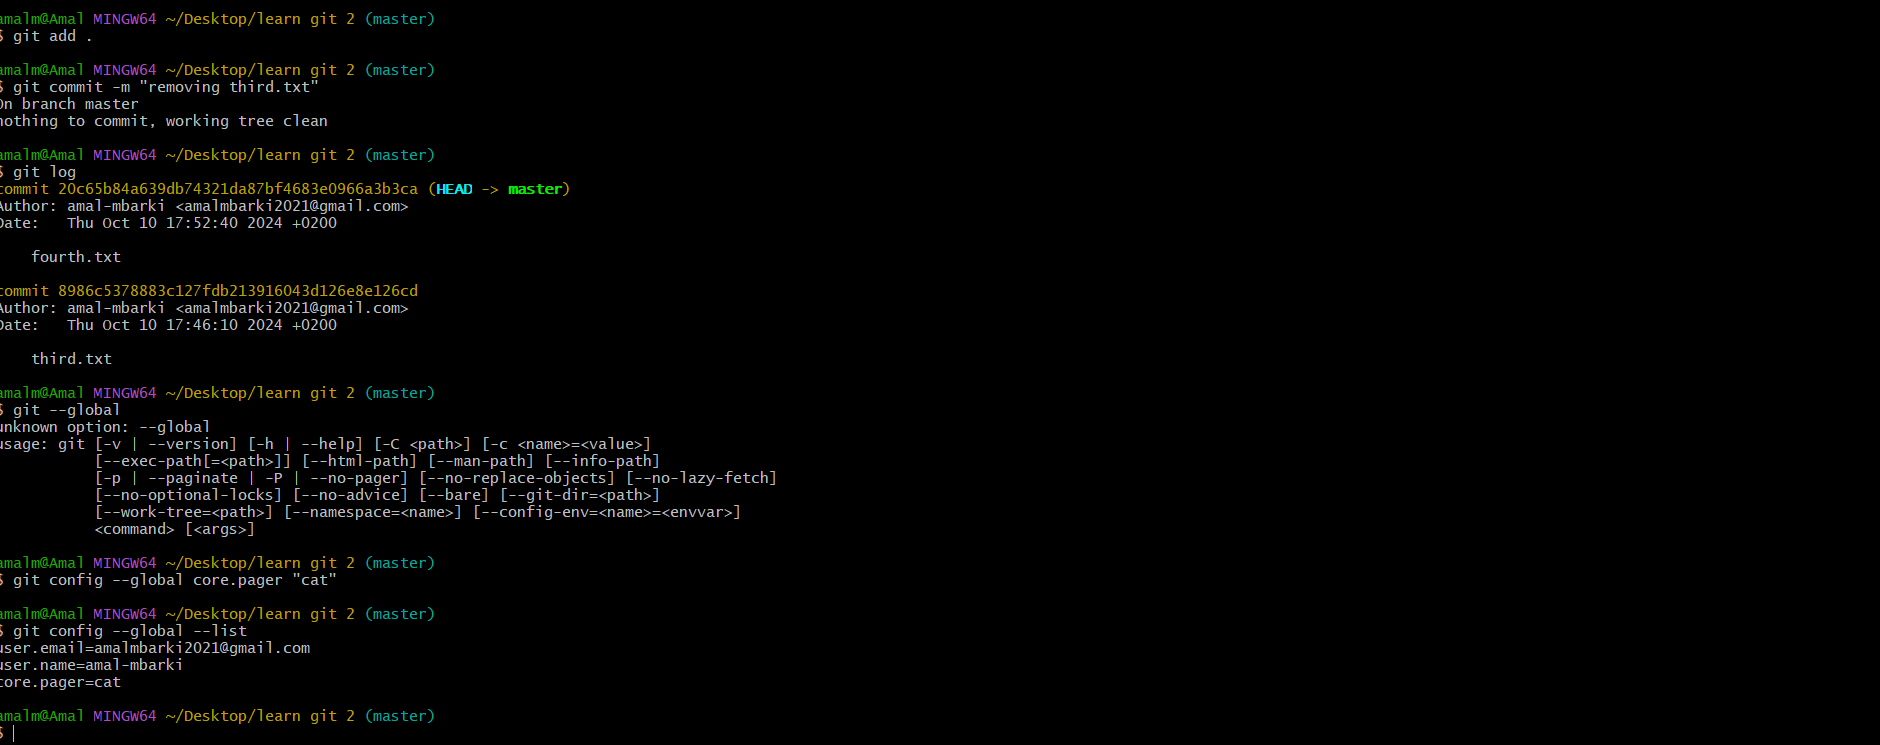 amalm@Amal MINGW64 ~/Desktop/learn git 2 (master)
$ git add .
amalm@Amal MINGW64 ~/Desktop/learn git 2 (master)
$ git commit -m "removing third.txt"
On branch master
nothing to commit, working tree clean
amalm@Amal MINGW64 ~/Desktop/learn git 2 (master)
$ git log
commit 20c65b84a639db74321da87bf4683e0966a3b3ca (HEAD -> master)
Author: amal-mbarki <amalmbarki2021@gmail.com>
Date:   Thu Oct 10 17:52:40 2024 +0200
    fourth.txt
commit 8986c5378883c127fdb213916043d126e8e126cd
Author: amal-mbarki <amalmbarki2021@gmail.com>
Date:   Thu Oct 10 17:46:10 2024 +0200
    third.txt
amalm@Amal MINGW64 ~/Desktop/learn git 2 (master)
$ git --global
unknown option: --global
usage: git [-v | --version] [-h | --help] [-C <path>] [-c <name>=<value>]
           [--exec-path[=<path>]] [--html-path] [--man-path] [--info-path]
           [-p | --paginate | -P | --no-pager] [--no-replace-objects] [--no-lazy-fetch]
           [--no-optional-locks] [--no-advice] [--bare] [--git-dir=<path>]
           [--work-tree=<path>] [--namespace=<name>] [--config-env=<name>=<envvar>]
           <command> [<args>]
amalm@Amal MINGW64 ~/Desktop/learn git 2 (master)
$ git config --global core.pager "cat"
amalm@Amal MINGW64 ~/Desktop/learn git 2 (master)
$ git config --global --list
user.email=amalmbarki2021@gmail.com
user.name=amal-mbarki
core.pager=cat
amalm@Amal MINGW64 ~/Desktop/learn git 2 (master)
$